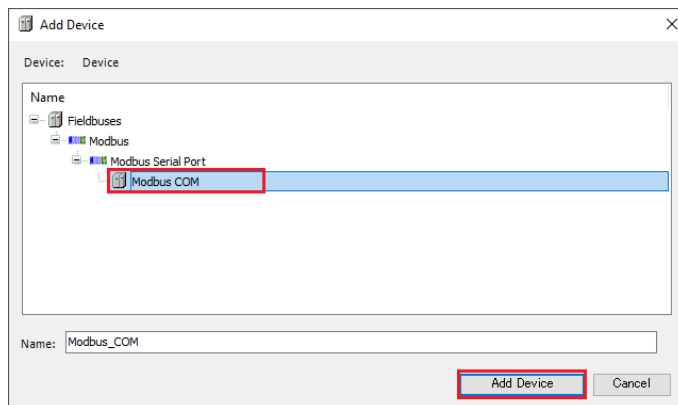 Add Device
Device: Device
Name
Fieldbuses
Modbus
Modbus Serial Port
Modbus COM
Name: Modbus_COM
Add Device Cancel